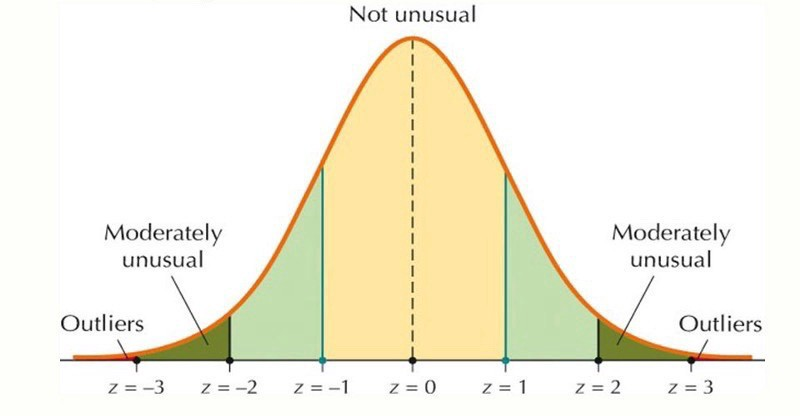 Not unusual
Moderately
unusual
Moderately
unusual
Outliers
Outliers
z = –3
z = –2
z = –1
z = 0
z = 1
z = 2
z = 3